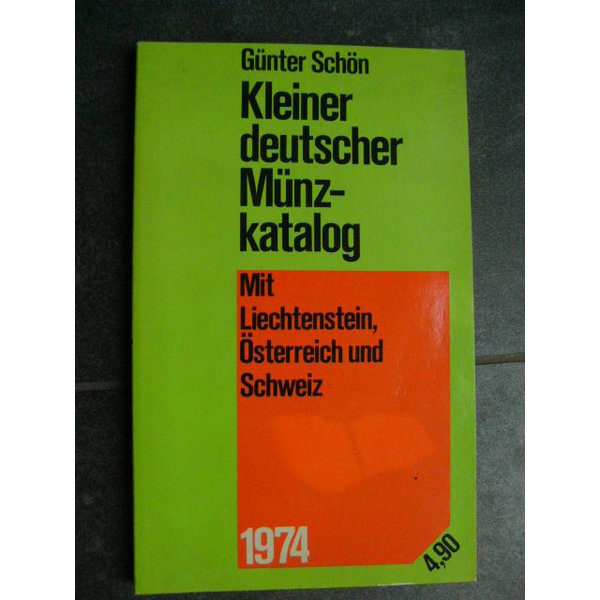 Günter Schön
Kleiner
deutscher
Münz-
katalog
Mit
Liechtenstein,
Österreich und
Schweiz
1974
4,90